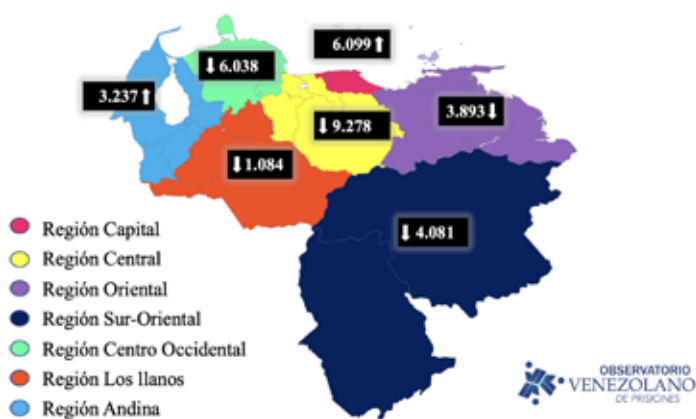 6.099⬆
⬇6.038
3.237⬆
⬇9.278
3.893⬇
⬇1.084
⬇4.081
Región Capital
Región Central
Región Oriental
Región Sur-Oriental
Región Centro Occidental
Región Los llanos
Región Andina
OBSERVATORIO
VENEZOLANO
DE PRISIONES